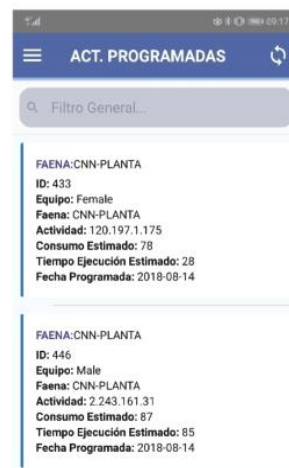 09:17
ACT. PROGRAMADAS
Filtro General...
FAENA:CNN-PLANTA
ID: 433
Equipo: Female
Faena: CNN-PLANTA
Actividad: 120.197.1.175
Consumo Estimado: 78
Tiempo Ejecución Estimado: 28
Fecha Programada: 2018-08-14
FAENA:CNN-PLANTA
ID: 446
Equipo: Male
Faena: CNN-PLANTA
Actividad: 2.243.161.31
Consumo Estimado: 87
Tiempo Ejecución Estimado: 85
Fecha Programada: 2018-08-14